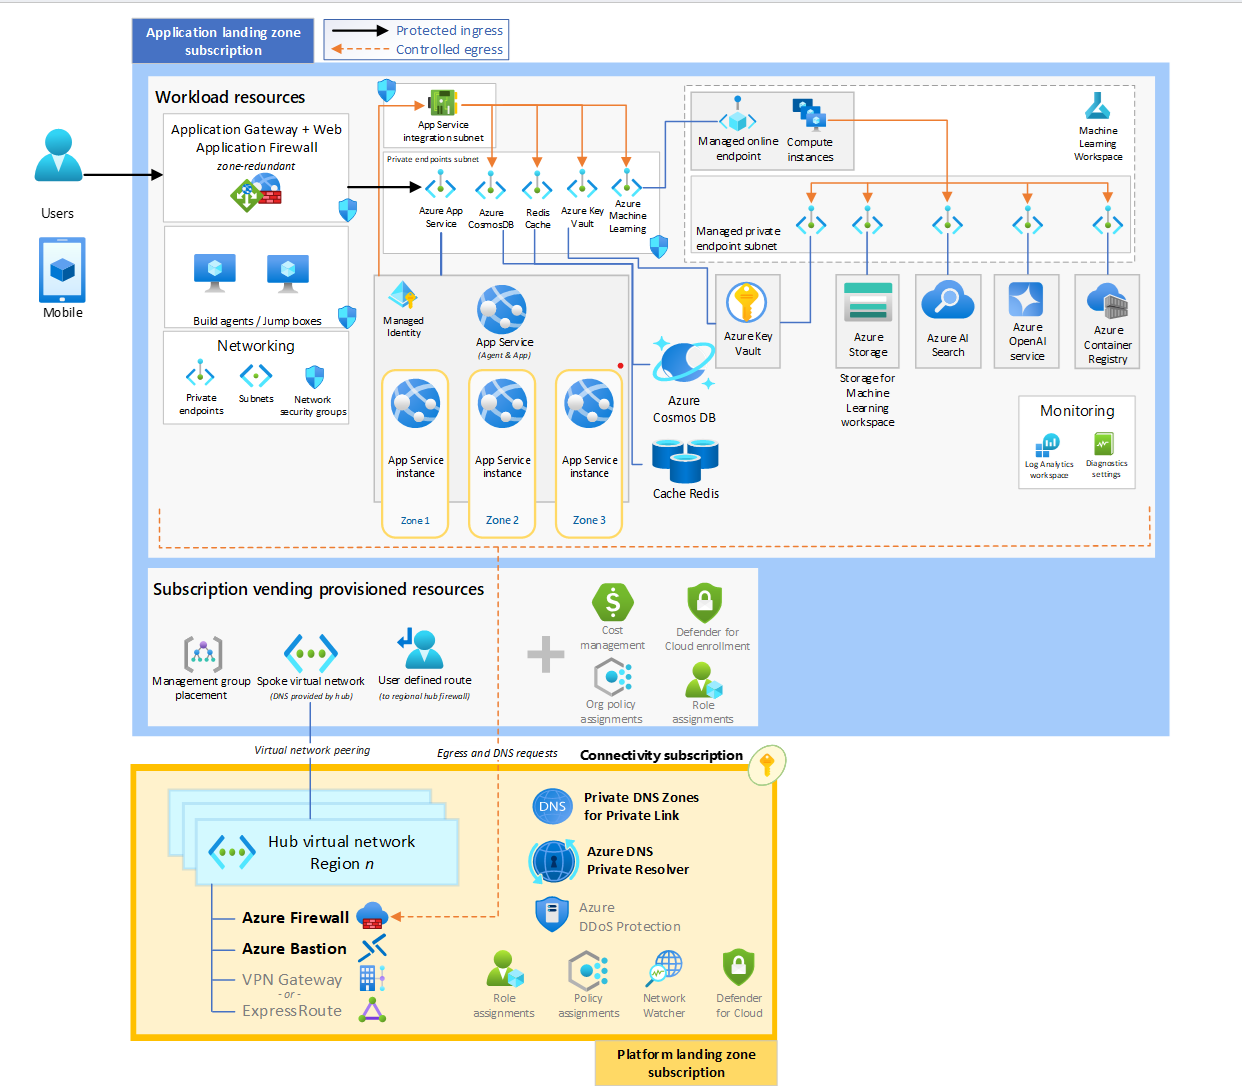 Application landing zone
subscription
Protected ingress
Controlled egress
Workload resources
Users
Mobile
Application Gateway + Web
Application Firewall
zone-redundant
Build agents / Jump boxes
Networking
Private
endpoints
Subnets
Network
security groups
App Service
integration subnet
Private endpoints subnet
Azure App
Service
Azure
CosmosDB
Redis
Cache
Azure Key
Vault
Azure
Machine
Learning
Managed online
endpoint
Compute
instances
Machine
Learning
Workspace
Managed private
endpoint subnet
Managed
Identity
App Service
(Agent & App)
App Service
instance
Zone 1
App Service
instance
Zone 2
App Service
instance
Zone 3
Azure
Cosmos DB
Cache Redis
Azure Key
Vault
Azure
Storage
Storage for
Machine
Learning
workspace
Azure AI
Search
Azure
OpenAI
service
Azure
Container
Registry
Monitoring
Log Analytics
workspace
Diagnostics
settings
Subscription vending provisioned resources
Management group
placement
Spoke virtual network
(DNS provided by hub)
User defined route
(to regional hub firewall)
Cost
management
Defender for
Cloud enrollment
Org policy
assignments
Role
assignments
Virtual network peering
Egress and DNS requests
Connectivity subscription
Hub virtual network
Region n
Azure Firewall
Azure Bastion
VPN Gateway
- or -
ExpressRoute
DNS
Private DNS Zones
for Private Link
Azure DNS
Private Resolver
Azure
DDoS Protection
Role
assignments
Policy
assignments
Network
Watcher
Defender
for Cloud
Platform landing zone
subscription